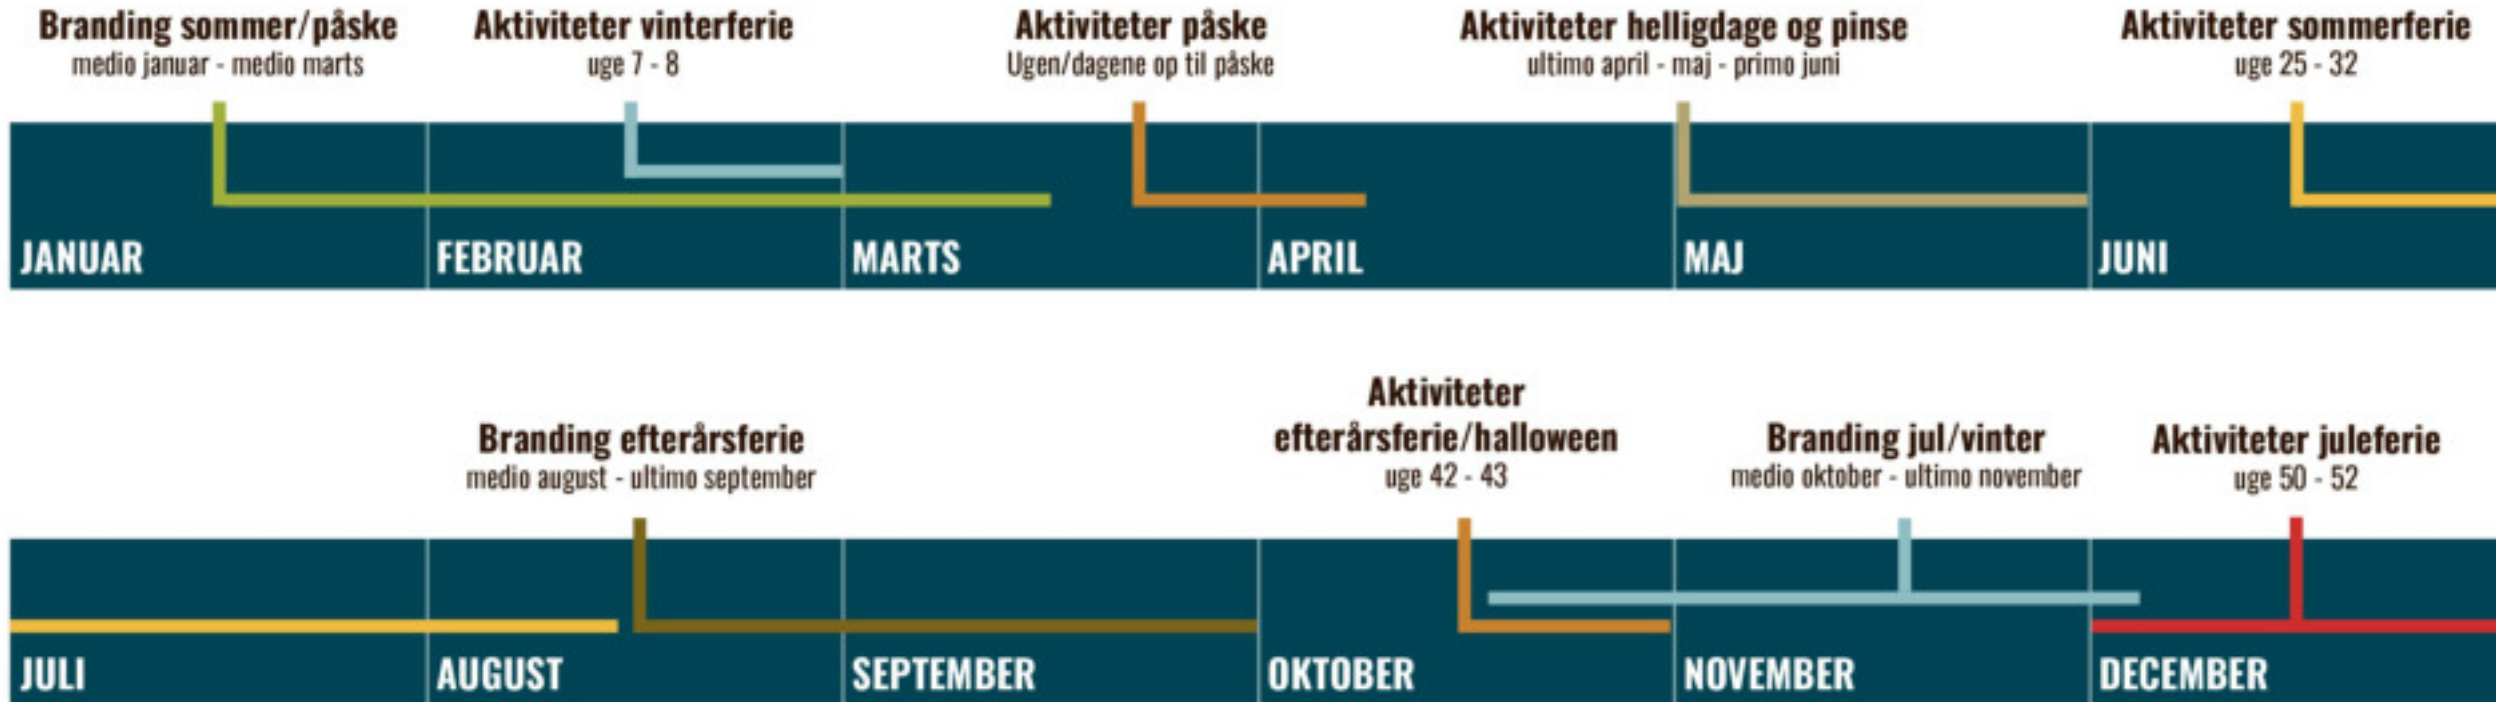 Branding sommer/påske
medio januar - medio marts
Aktiviteter vinterferie
uge 7 - 8
Aktiviteter påske
Ugen/dagene op til påske
Aktiviteter helligdage og pinse
ultimo april - maj - primo juni
Aktiviteter sommerferie
uge 25 - 32
JANUAR
FEBRUAR
MARTS
APRIL
MAJ
JUNI
Branding efterårsferie
medio august - ultimo september
Aktiviteter
efterårsferie/halloween
uge 42 - 43
Branding jul/vinter
medio oktober - ultimo november
Aktiviteter juleferie
uge 50 - 52
JULI
AUGUST
SEPTEMBER
OKTOBER
NOVEMBER
DECEMBER